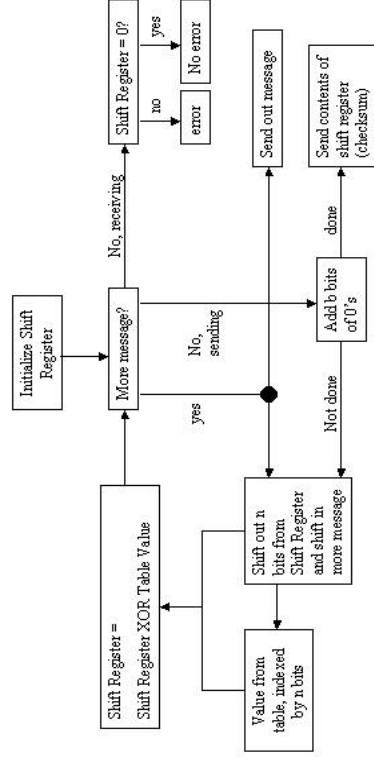 Initialize Shift
Register
Shift Register =
Shift Register XOR Table Value
More message?
No, receiving
Shift Register = 0?
no
yes
error
No error
yes
No,
sending
Value from
table, indexed
by n bits
Shift out n
bits from
Shift Register
and shift in
more message
Not done
Add b bits
of 0's
done
Send out message
Send contents of
shift register
(checksum)